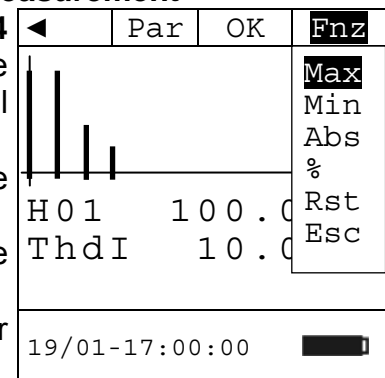 ◄ Par OK Fnz
Max
Min
Abs
%
Rst
Esc
H01 100.0
ThdI 10.0
19/01-17:00:00